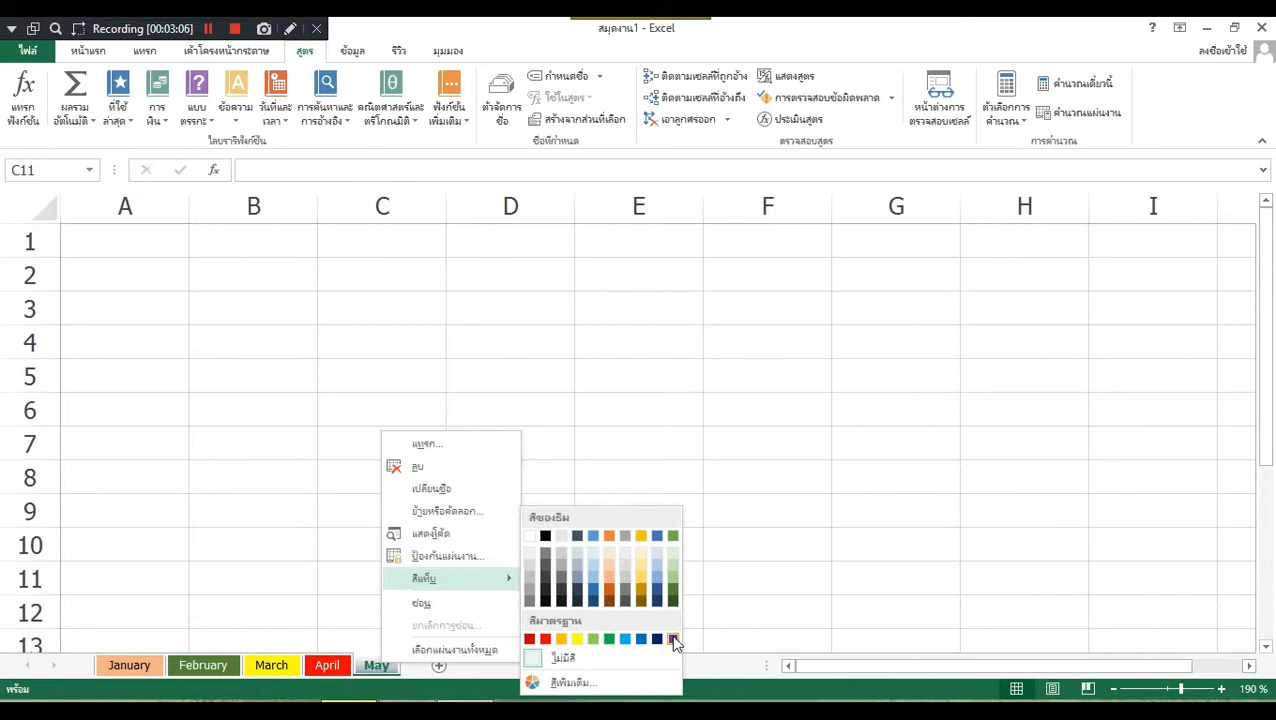 Recording [00:03:06]
สมุดงาน1 - Excel
ไฟล์ หน้าแรก แทรก เค้าโครงหน้ากระดาษ สูตร ข้อมูล รีวิว มุมมอง ลงชื่อเข้าใช้
แทรก
ฟังก์ชัน
ผลรวม
อัตโนมัติ
ที่ใช้
ล่าสุด
การ
เงิน
แบบ
ตรรกะ
ข้อความ
วันที่และ
เวลา
การค้นหาและ
การอ้างอิง
คณิตศาสตร์และ
ตรีโกณมิติ
ฟังก์ชัน
เพิ่มเติม
ไลบรารีฟังก์ชัน
ตัวจัดการ
ชื่อ
กำหนดชื่อ
ใช้ในสูตร
สร้างจากส่วนที่เลือก
ชื่อที่กำหนด
ติดตามเซลล์ที่ถูกอ้าง
ติดตามเซลล์ที่อ้างถึง
เอาลูกศรออก
แสดงสูตร
การตรวจสอบข้อผิดพลาด
ประเมินสูตร
ตรวจสอบสูตร
หน้าต่างการ
ตรวจสอบเซลล์
ตัวเลือกการ
คำนวณ
คำนวณเดี๋ยวนี้
คำนวณแผ่นงาน
การคำนวณ
C11 fx
A B C D E F G H I
1
2
3
4
5
6
7
8
9
10
11
12
13
แทรก...
ลบ
เปลี่ยนชื่อ
ย้ายหรือคัดลอก...
แสดงโค้ด
ป้องกันแผ่นงาน...
สีแท็บ
ซ่อน
ยกเลิกการซ่อน...
เลือกแผ่นงานทั้งหมด
สีของธีม
สีมาตรฐาน
ไม่มีสี
สีเพิ่มเติม...
January February March April May
พร้อม 190 %